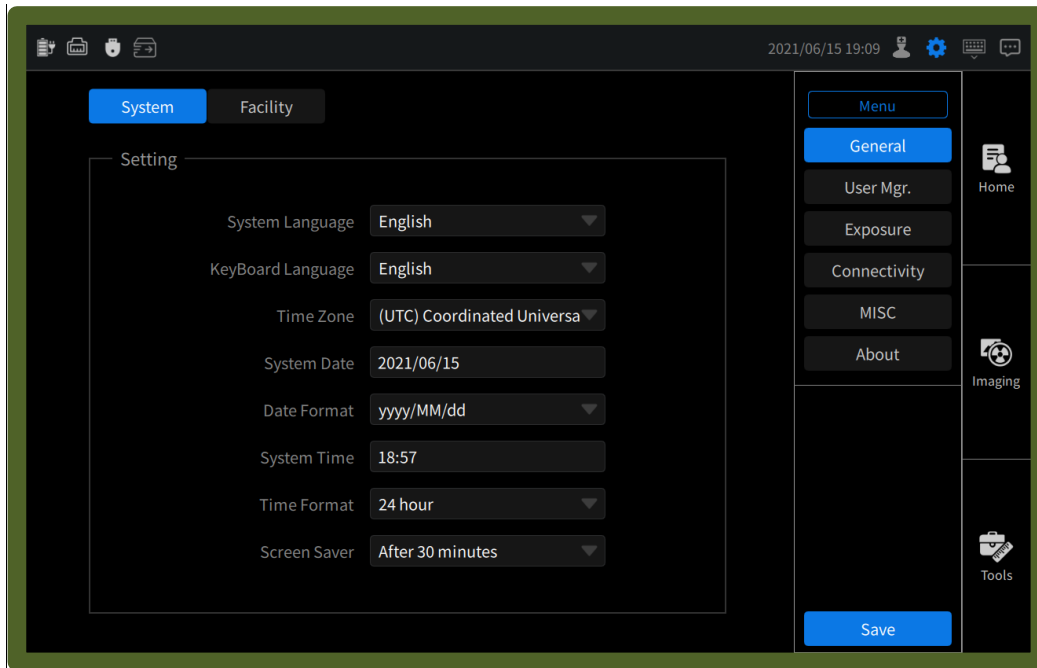 2021/06/15 19:09
System
Facility
Setting
System Language English
KeyBoard Language English
Time Zone (UTC) Coordinated Universa
System Date 2021/06/15
Date Format yyyy/MM/dd
System Time 18:57
Time Format 24 hour
Screen Saver After 30 minutes
Menu
General
User Mgr.
Exposure
Connectivity
MISC
About
Save
Home
Imaging
Tools